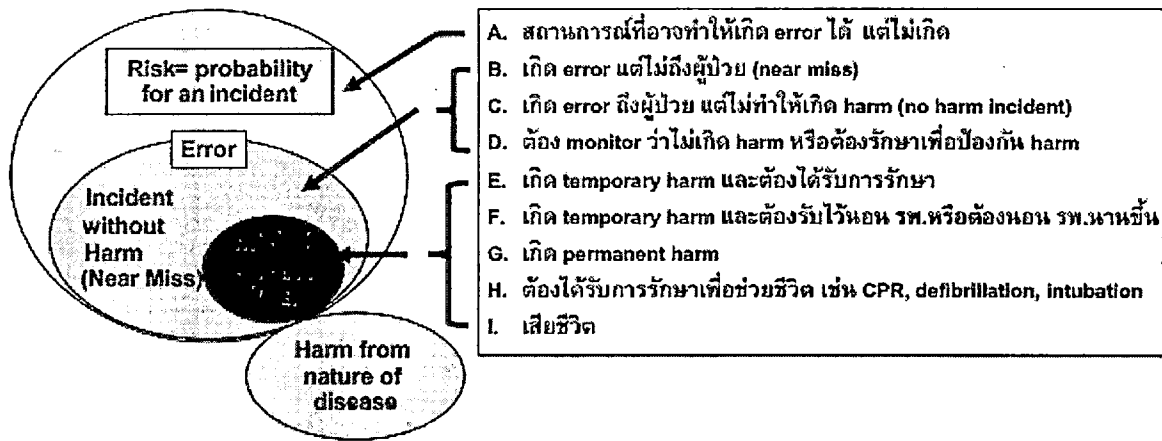 Risk= probability
for an incident
Error
Incident
without
Harm
(Near Miss)
Harm from
nature of
disease
A. สถานการณ์ที่อาจทำให้เกิด error ได้ แต่ไม่เกิด
B. เกิด error แต่ไม่ถึงผู้ป่วย (near miss)
C. เกิด error ถึงผู้ป่วย แต่ไม่ทำให้เกิด harm (no harm incident)
D. ต้อง monitor ว่าไม่เกิด harm หรือต้องรักษาเพื่อป้องกัน harm
E. เกิด temporary harm และต้องได้รับการรักษา
F. เกิด temporary harm และต้องรับไว้นอน รพ.หรือต้องนอน รพ.นานขึ้น
G. เกิด permanent harm
H. ต้องได้รับการรักษาเพื่อช่วยชีวิต เช่น CPR, defibrillation, intubation
I. เสียชีวิต